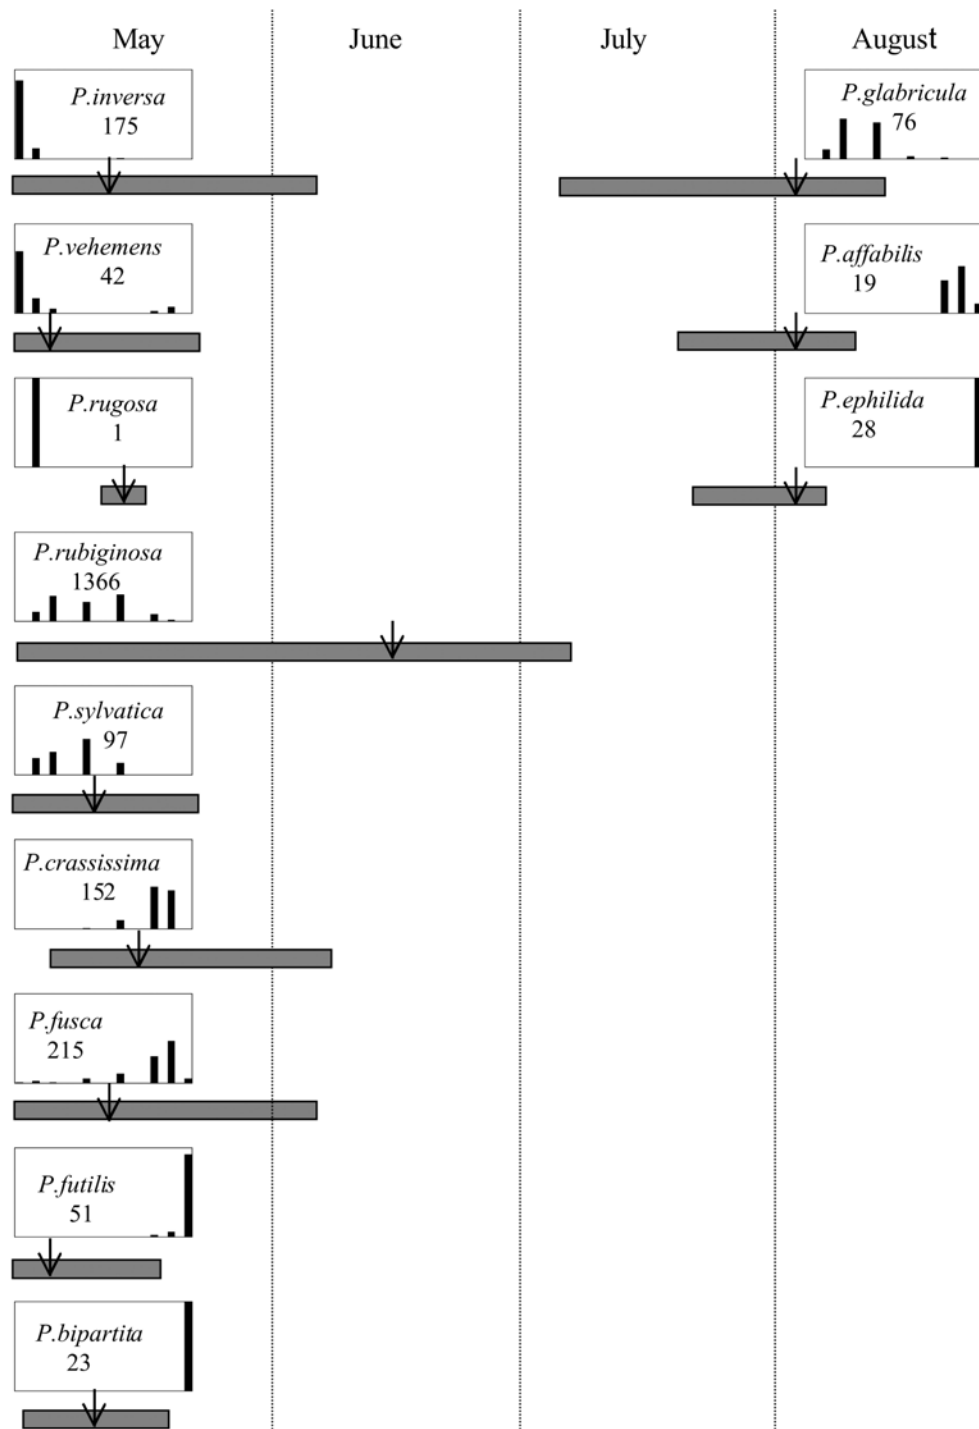 May June July August
P.inversa
175
P.glabricula
76
P.vehemens
42
P.affabilis
19
P.rugosa
1
P.ephilida
28
P.rubiginosa
1366
P.sylvatica
97
P.crassissima
152
P.fusca
215
P.futilis
51
P.bipartita
23